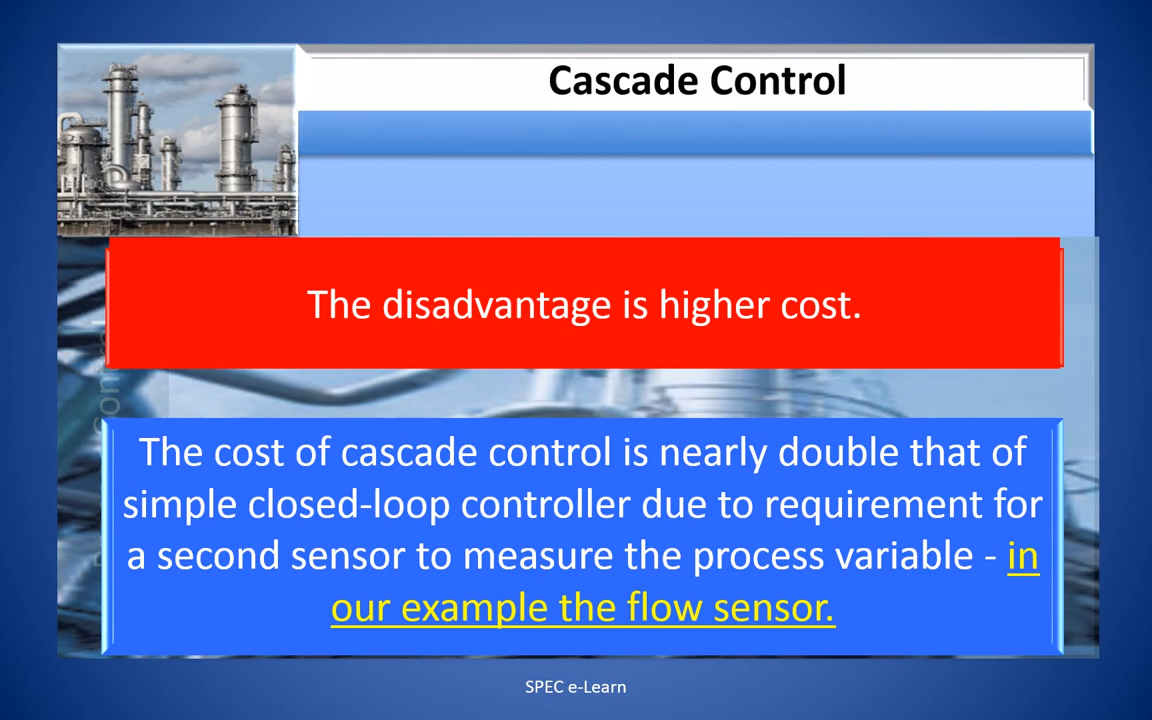 Cascade Control
The disadvantage is higher cost.
The cost of cascade control is nearly double that of
simple closed-loop controller due to requirement for
a second sensor to measure the process variable - in
our example the flow sensor.
SPEC e-Learn